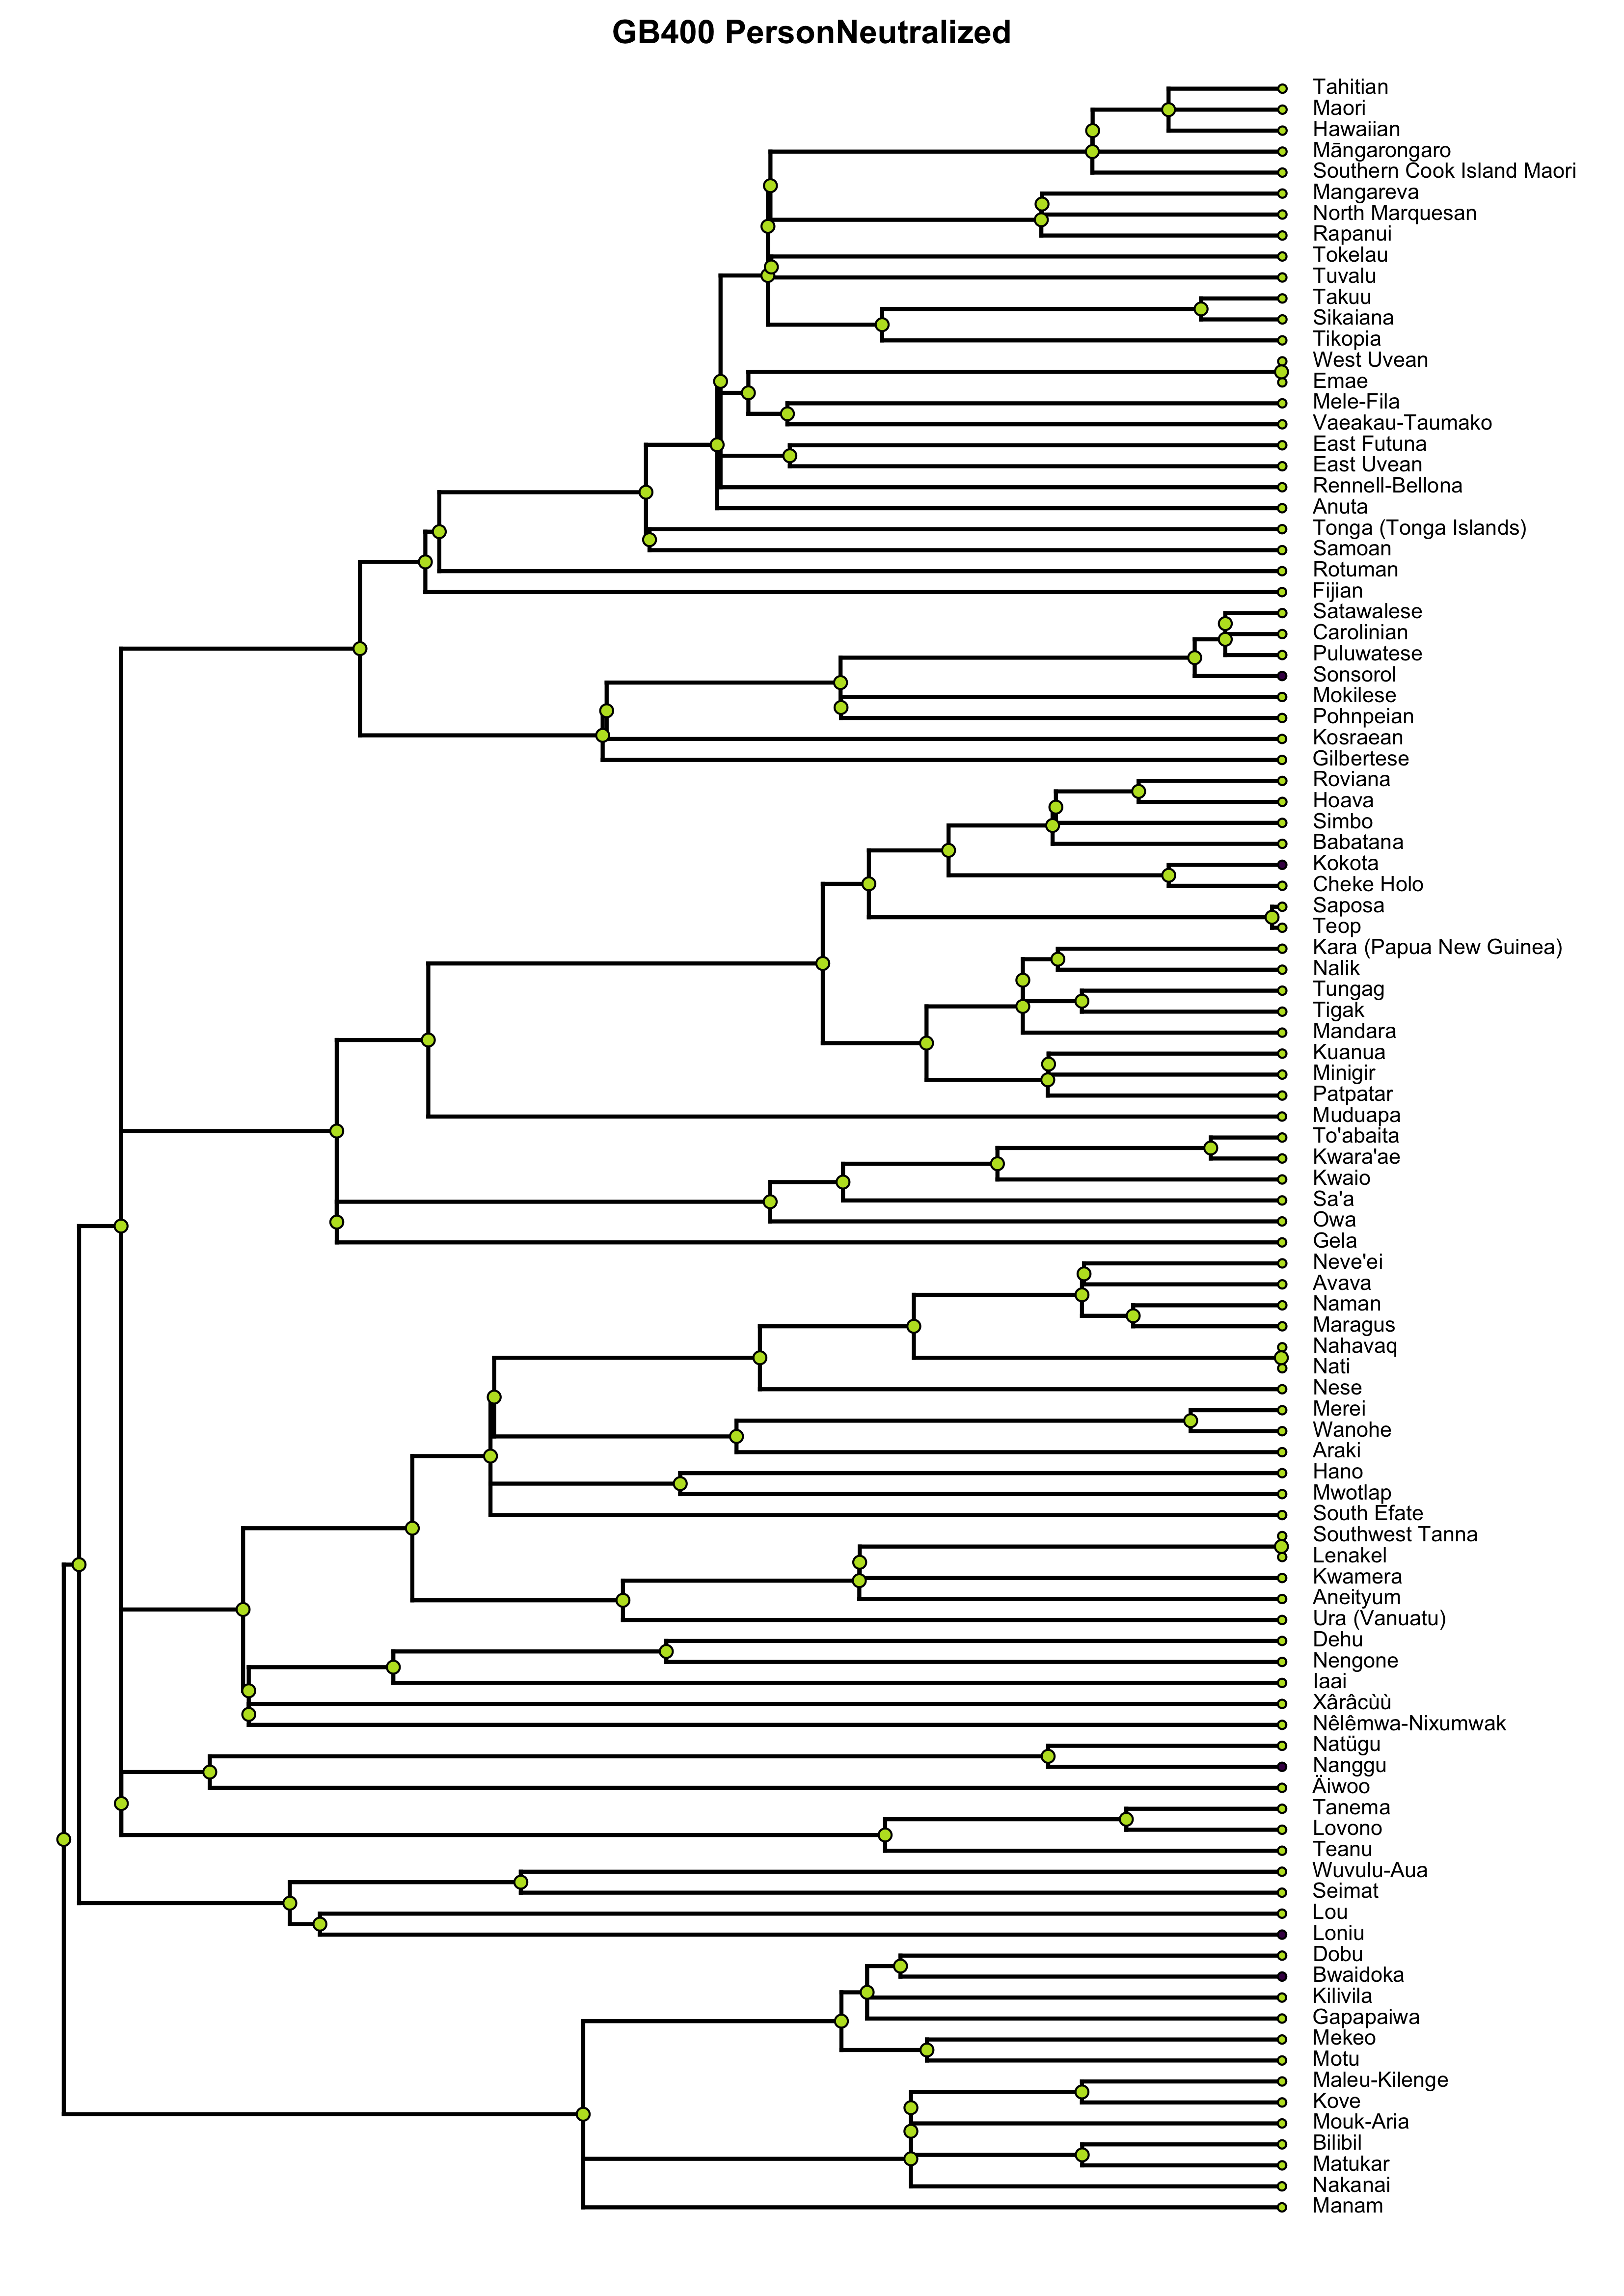 GB400 PersonNeutralized
Tahitian
Maori
Hawaiian
Māngarongaro
Southern Cook Island Maori
Mangareva
North Marquesan
Rapanui
Tokelau
Tuvalu
Takuu
Sikaiana
Tikopia
West Uvean
Emae
Mele-Fila
Vaeakau-Taumako
East Futuna
East Uvean
Rennell-Bellona
Anuta
Tonga (Tonga Islands)
Samoan
Rotuman
Fijian
Satawalese
Carolinian
Puluwatese
Sonsorol
Mokilese
Pohnpeian
Kosraean
Gilbertese
Roviana
Hoava
Simbo
Babatana
Kokota
Cheke Holo
Saposa
Teop
Kara (Papua New Guinea)
Nalik
Tungag
Tigak
Mandara
Kuanua
Minigir
Patpatar
Muduapa
To'abaita
Kwara'ae
Kwaio
Sa'a
Owa
Gela
Neve'ei
Avava
Naman
Maragus
Nahavaq
Nati
Nese
Merei
Wanohe
Araki
Hano
Mwotlap
South Efate
Southwest Tanna
Lenakel
Kwamera
Aneityum
Ura (Vanuatu)
Dehu
Nengone
Iaai
Xârâcùù
Nêlêmwa-Nixumwak
Natügu
Nanggu
Äiwoo
Tanema
Lovono
Teanu
Wuvulu-Aua
Seimat
Lou
Loniu
Dobu
Bwaidoka
Kilivila
Gapapaiwa
Mekeo
Motu
Maleu-Kilenge
Kove
Mouk-Aria
Bilibil
Matukar
Nakanai
Manam